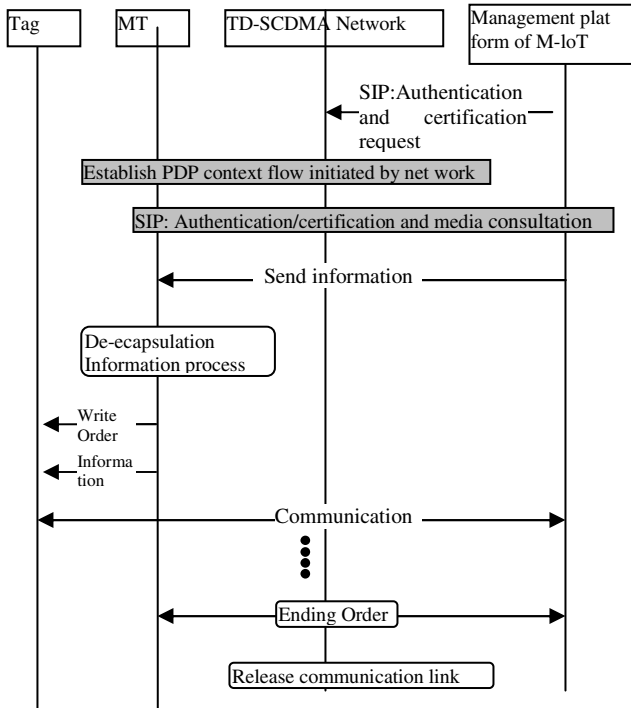 Tag
MT
TD-SCDMA Network
Management plat
form of M-IoT
SIP:Authentication
and certification
request
Establish PDP context flow initiated by net work
SIP: Authentication/certification and media consultation
Send information
De-ecapsulation
Information process
Write
Order
Informa
tion
Communication
Ending Order
Release communication link